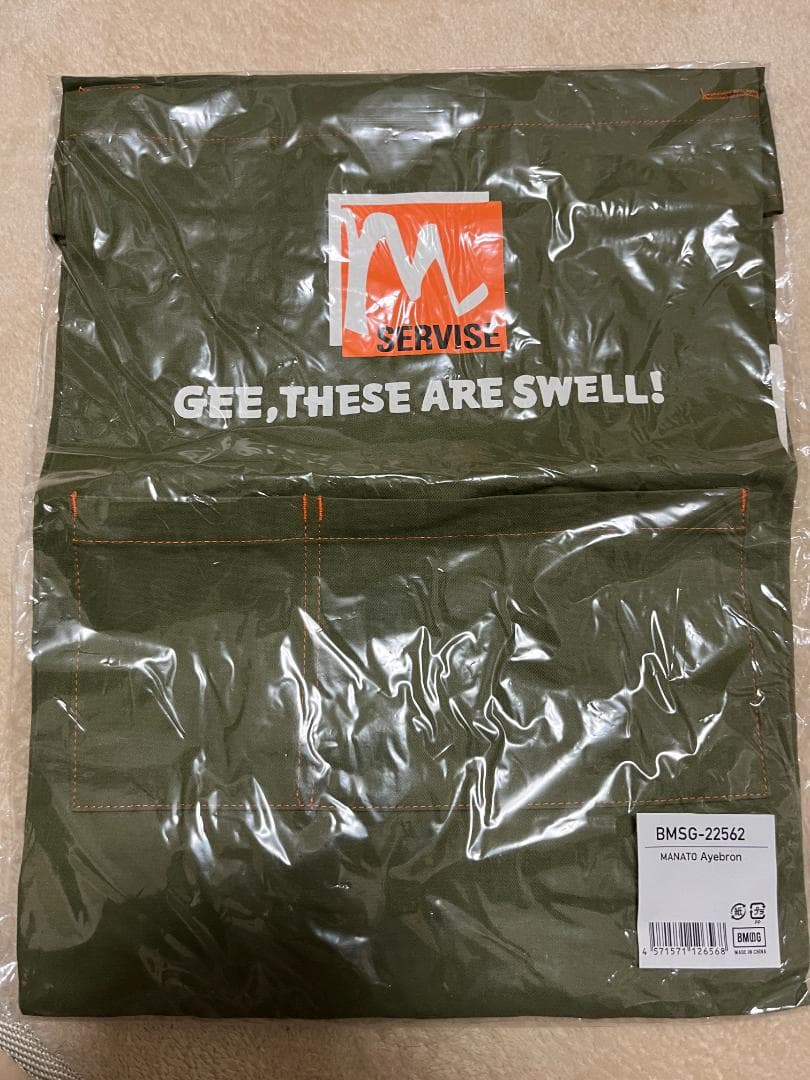 m
SERVISE
GEE, THESE ARE SWELL!
BMSG-22562
MANATO Ayebron
紙
プラ
PP
BMSG
4 571571 126568
MADE IN CHINA